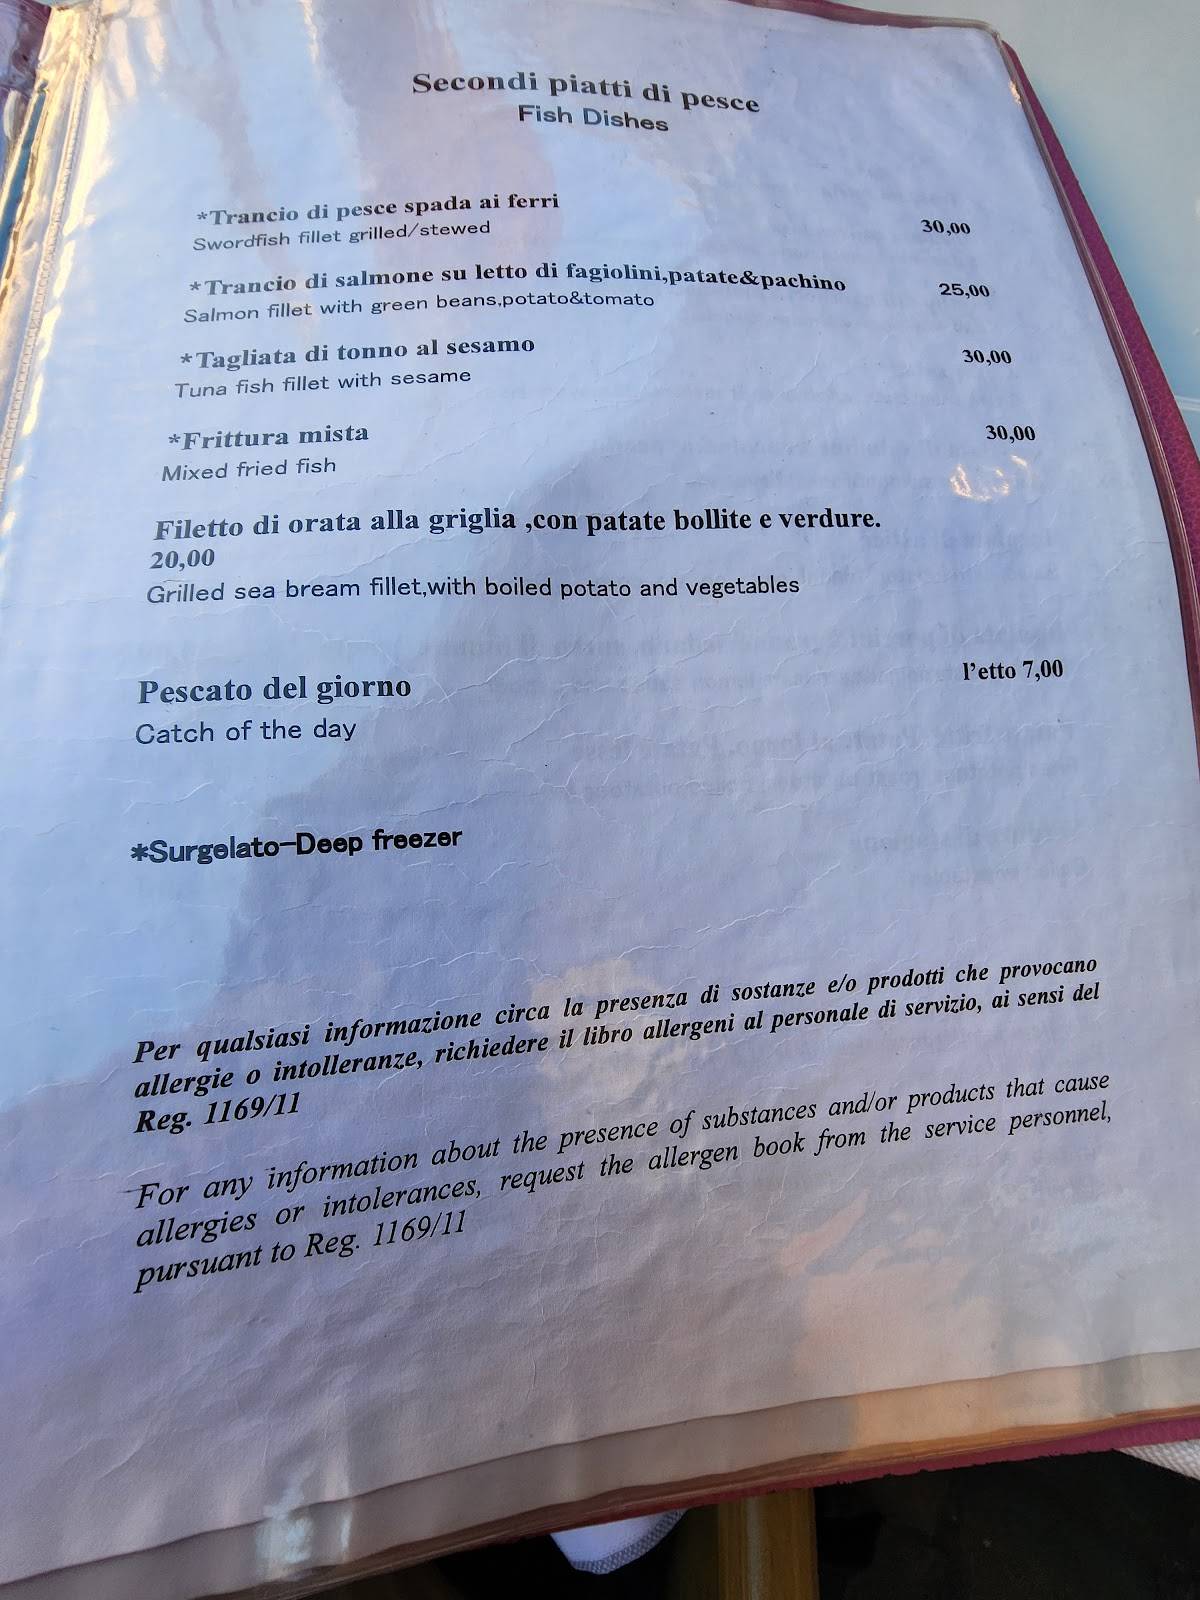 Secondi piatti di pesce
Fish Dishes
*Trancio di pesce spada ai ferri
Swordfish fillet grilled/stewed 30,00
*Trancio di salmone su letto di fagiolini,patate&pachino 25,00
Salmon fillet with green beans,potato&tomato
*Tagliata di tonno al sesamo 30,00
Tuna fish fillet with sesame
*Frittura mista 30,00
Mixed fried fish
Filetto di orata alla griglia ,con patate bollite e verdure.
20,00
Grilled sea bream fillet,with boiled potato and vegetables
Pescato del giorno l'etto 7,00
Catch of the day
*Surgelato-Deep freezer
Per qualsiasi informazione circa la presenza di sostanze e/o prodotti che provocano
allergie o intolleranze, richiedere il libro allergeni al personale di servizio, ai sensi del
Reg. 1169/11
For any information about the presence of substances and/or products that cause
allergies or intolerances, request the allergen book from the service personnel,
pursuant to Reg. 1169/11